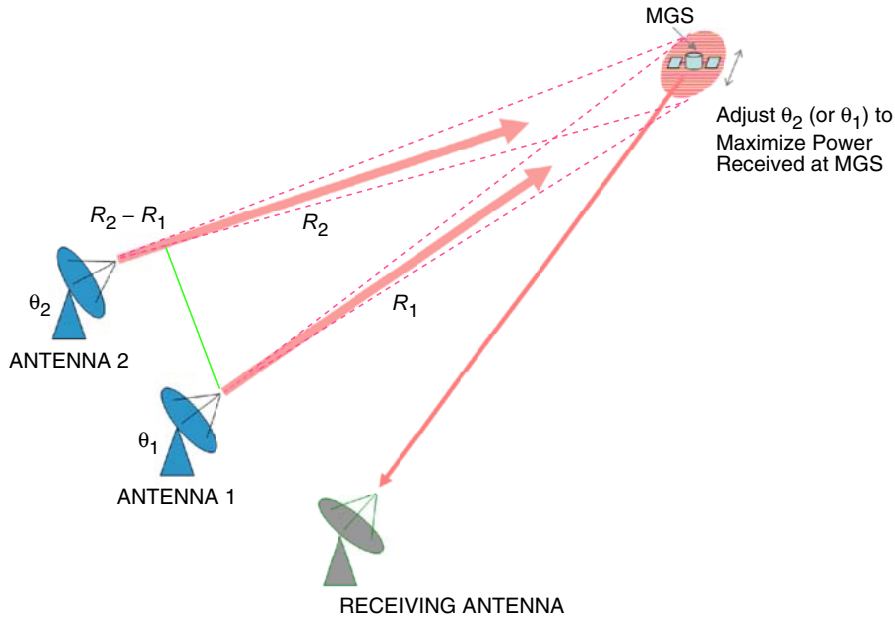 MGS
Adjust θ2 (or θ1) to
Maximize Power
Received at MGS
R2 – R1
R2
R1
θ2
ANTENNA 2
θ1
ANTENNA 1
RECEIVING ANTENNA